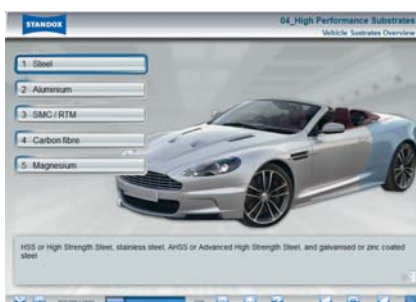 STANDOX
04_High Performance Substrates
Vehicle Sustrates Overview
1 Steel
2 Aluminium
3 SMC / RTM
4 Carbon fibre
5 Magnesium
HSS or High Strength Steel, stainless steel, AHSS or Advanced High Strength Steel, and galvanised or zinc coated
steel